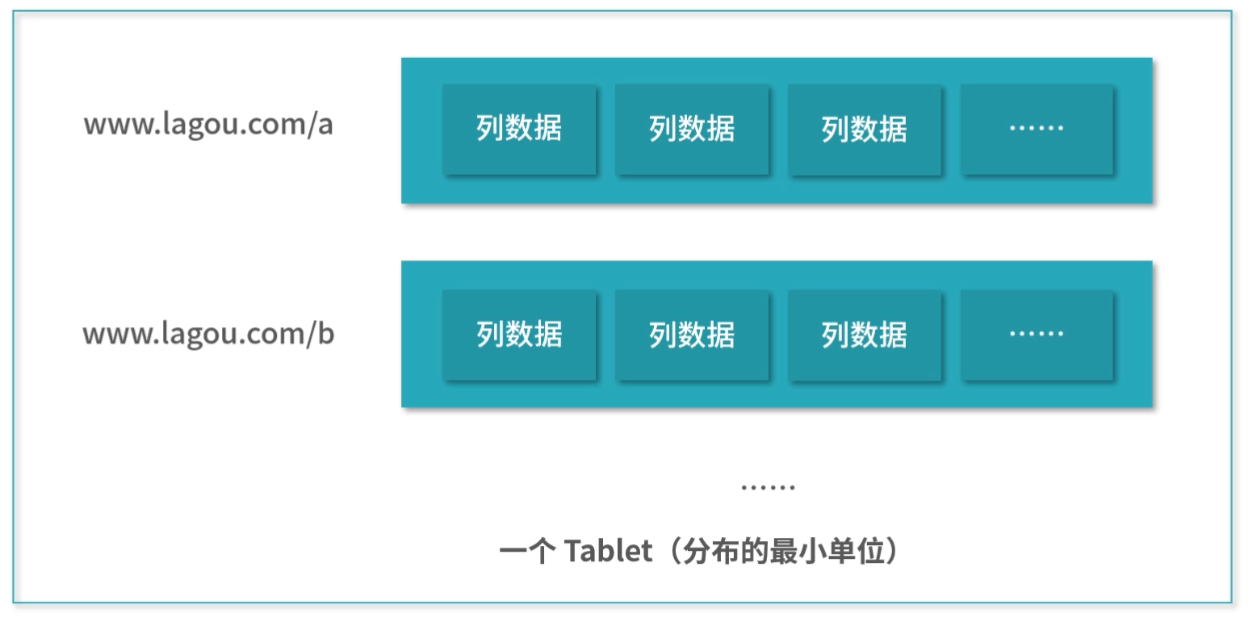 www.lagou.com/a
列数据 列数据 列数据 ……
www.lagou.com/b
列数据 列数据 列数据 ……
……
一个 Tablet（分布的最小单位）